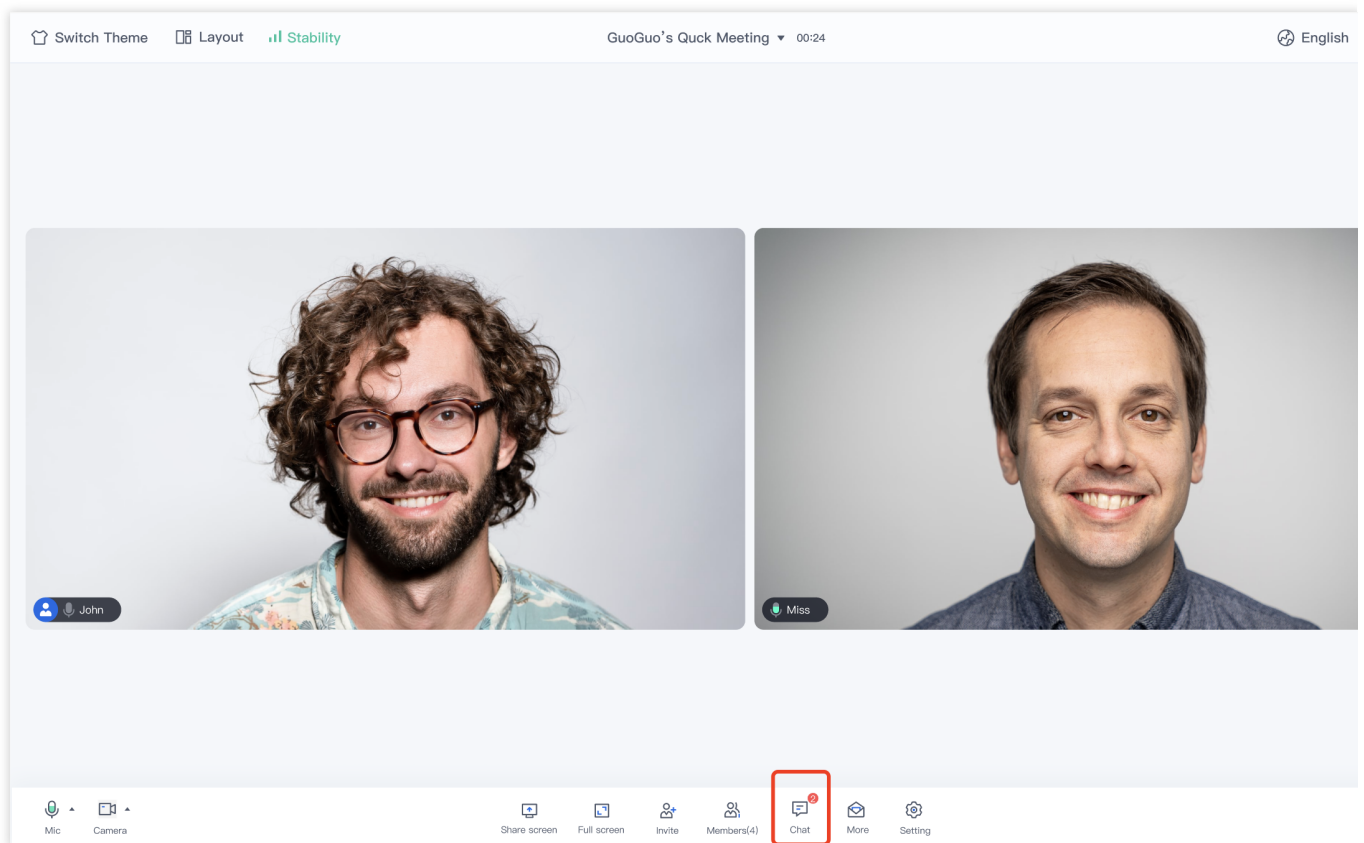 Switch Theme Layout Stability GuoGuo's Quck Meeting 00:24 English
John Miss
2
Mic Camera Share screen Full screen Invite Members(4) Chat More Setting